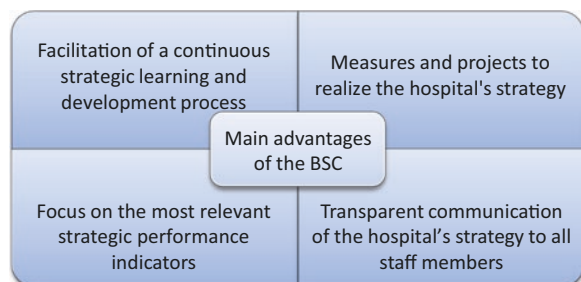 Facilitation of a continuous
strategic learning and
development process
Measures and projects to
realize the hospital's strategy
Main advantages
of the BSC
Focus on the most relevant
strategic performance
indicators
Transparent communication
of the hospital’s strategy to all
staff members